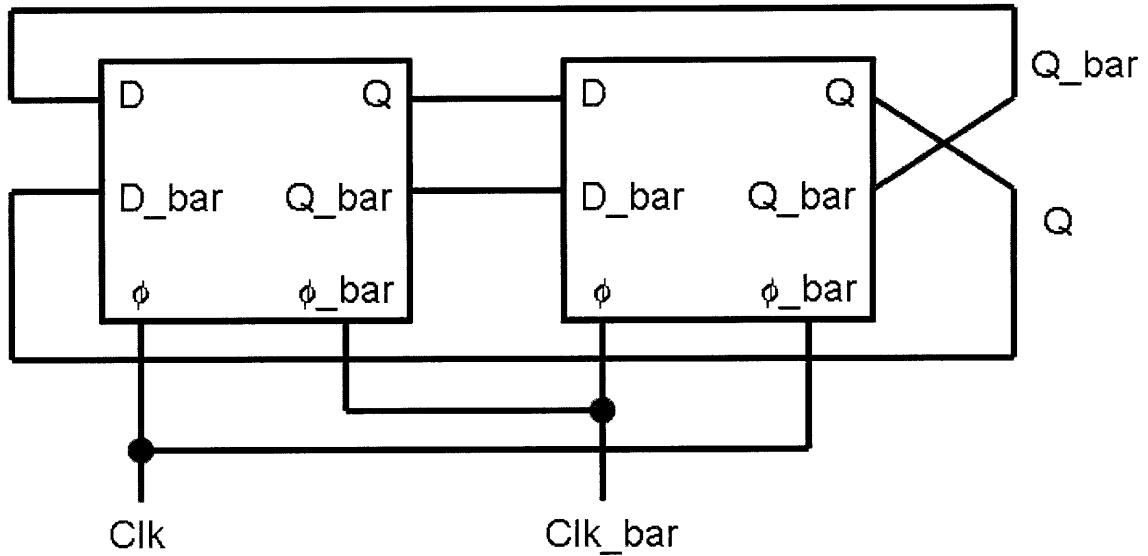 D Q D Q Q_bar
D_bar Q_bar D_bar Q_bar Q
ϕ ϕ_bar ϕ ϕ_bar
Clk Clk_bar